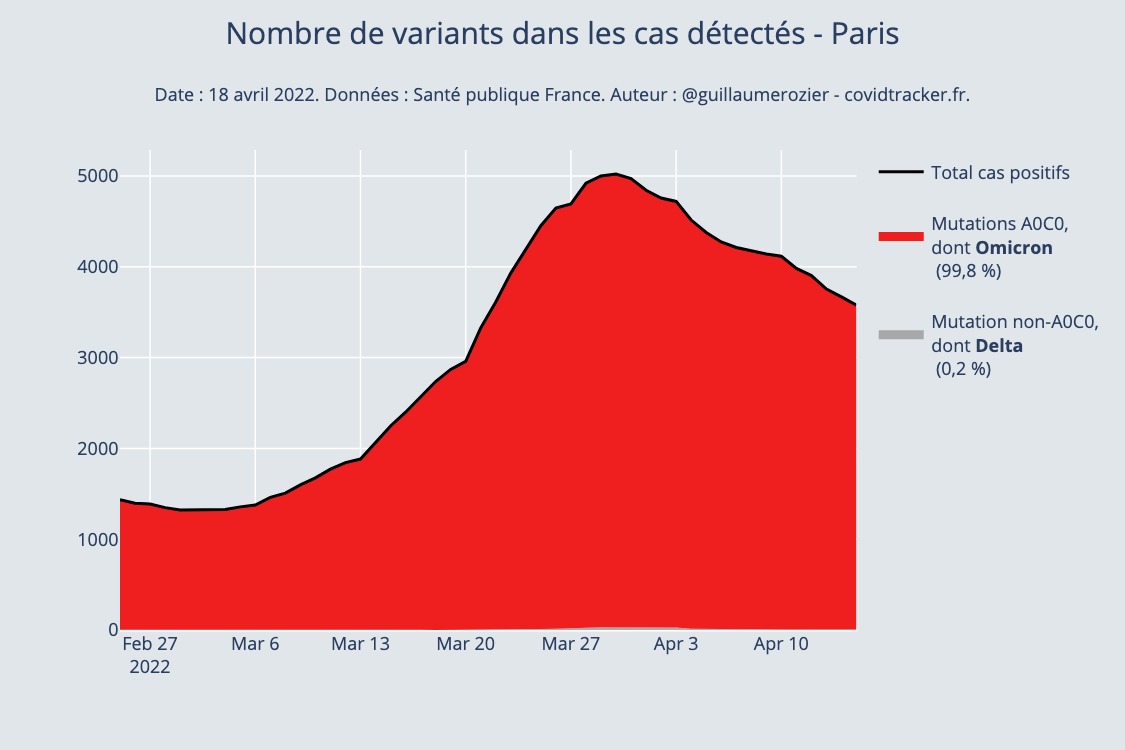 Nombre de variants dans les cas détectés - Paris
Date : 18 avril 2022. Données : Santé publique France. Auteur : @guillaumerozier - covidtracker.fr.
5000
4000
3000
2000
1000
0
Feb 27
2022
Mar 6
Mar 13
Mar 20
Mar 27
Apr 3
Apr 10
Total cas positifs
Mutations A0C0,
dont Omicron
(99,8 %)
Mutation non-A0C0,
dont Delta
(0,2 %)